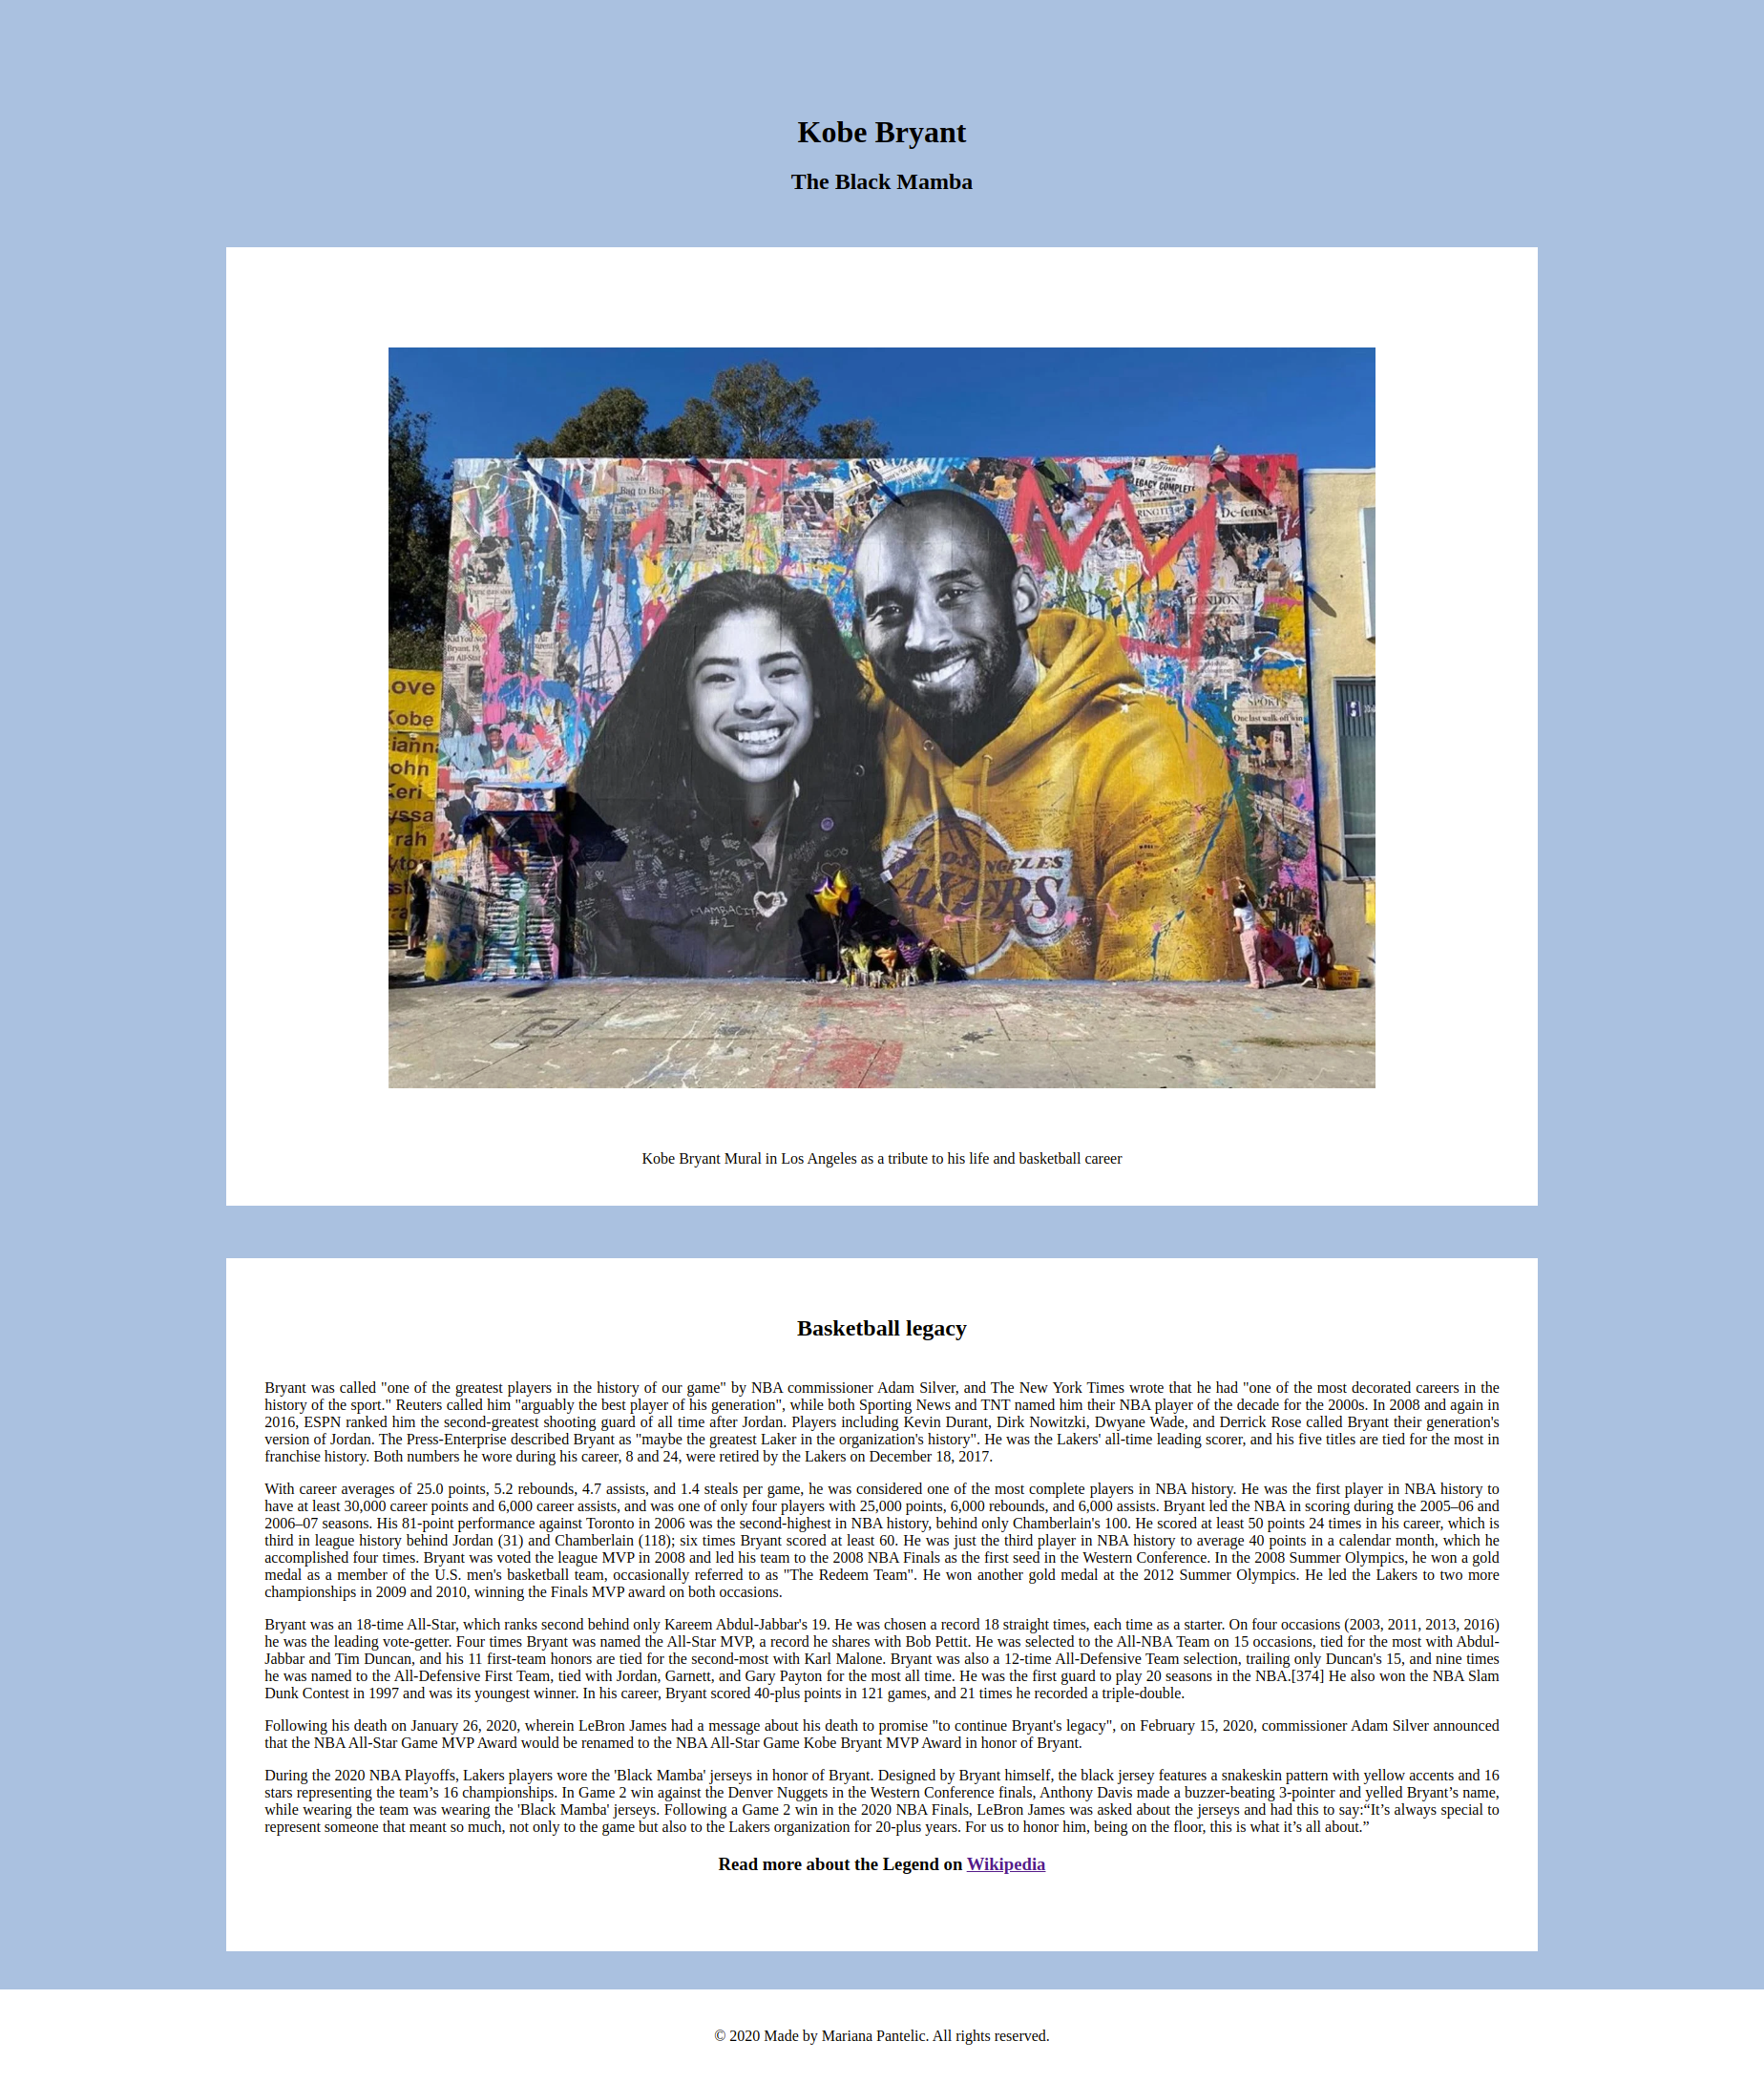 Kobe Bryant
The Black Mamba
Bag to Bag
EGACY COMPLETE
De-fense!
LONDON
SPORTS
One last walk-off win
ove
Kobe
ianna
ohn
Keri
yssa
rah
LOS ANGELES
LAKERS
MAMBACITA
#2
Kobe Bryant Mural in Los Angeles as a tribute to his life and basketball career
Basketball legacy
Bryant was called "one of the greatest players in the history of our game" by NBA commissioner Adam Silver, and The New York Times wrote that he had "one of the most decorated careers in the
history of the sport." Reuters called him "arguably the best player of his generation", while both Sporting News and TNT named him their NBA player of the decade for the 2000s. In 2008 and again in
2016, ESPN ranked him the second-greatest shooting guard of all time after Jordan. Players including Kevin Durant, Dirk Nowitzki, Dwyane Wade, and Derrick Rose called Bryant their generation's
version of Jordan. The Press-Enterprise described Bryant as "maybe the greatest Laker in the organization's history". He was the Lakers' all-time leading scorer, and his five titles are tied for the most in
franchise history. Both numbers he wore during his career, 8 and 24, were retired by the Lakers on December 18, 2017.
With career averages of 25.0 points, 5.2 rebounds, 4.7 assists, and 1.4 steals per game, he was considered one of the most complete players in NBA history. He was the first player in NBA history to
have at least 30,000 career points and 6,000 career assists, and was one of only four players with 25,000 points, 6,000 rebounds, and 6,000 assists. Bryant led the NBA in scoring during the 2005–06 and
2006–07 seasons. His 81-point performance against Toronto in 2006 was the second-highest in NBA history, behind only Chamberlain's 100. He scored at least 50 points 24 times in his career, which is
third in league history behind Jordan (31) and Chamberlain (118); six times Bryant scored at least 60. He was just the third player in NBA history to average 40 points in a calendar month, which he
accomplished four times. Bryant was voted the league MVP in 2008 and led his team to the 2008 NBA Finals as the first seed in the Western Conference. In the 2008 Summer Olympics, he won a gold
medal as a member of the U.S. men's basketball team, occasionally referred to as "The Redeem Team". He won another gold medal at the 2012 Summer Olympics. He led the Lakers to two more
championships in 2009 and 2010, winning the Finals MVP award on both occasions.
Bryant was an 18-time All-Star, which ranks second behind only Kareem Abdul-Jabbar's 19. He was chosen a record 18 straight times, each time as a starter. On four occasions (2003, 2011, 2013, 2016)
he was the leading vote-getter. Four times Bryant was named the All-Star MVP, a record he shares with Bob Pettit. He was selected to the All-NBA Team on 15 occasions, tied for the most with Abdul-
Jabbar and Tim Duncan, and his 11 first-team honors are tied for the second-most with Karl Malone. Bryant was also a 12-time All-Defensive Team selection, trailing only Duncan's 15, and nine times
he was named to the All-Defensive First Team, tied with Jordan, Garnett, and Gary Payton for the most all time. He was the first guard to play 20 seasons in the NBA.[374] He also won the NBA Slam
Dunk Contest in 1997 and was its youngest winner. In his career, Bryant scored 40-plus points in 121 games, and 21 times he recorded a triple-double.
Following his death on January 26, 2020, wherein LeBron James had a message about his death to promise "to continue Bryant's legacy", on February 15, 2020, commissioner Adam Silver announced
that the NBA All-Star Game MVP Award would be renamed to the NBA All-Star Game Kobe Bryant MVP Award in honor of Bryant.
During the 2020 NBA Playoffs, Lakers players wore the 'Black Mamba' jerseys in honor of Bryant. Designed by Bryant himself, the black jersey features a snakeskin pattern with yellow accents and 16
stars representing the team’s 16 championships. In Game 2 win against the Denver Nuggets in the Western Conference finals, Anthony Davis made a buzzer-beating 3-pointer and yelled Bryant’s name,
while wearing the team was wearing the 'Black Mamba' jerseys. Following a Game 2 win in the 2020 NBA Finals, LeBron James was asked about the jerseys and had this to say:“It’s always special to
represent someone that meant so much, not only to the game but also to the Lakers organization for 20-plus years. For us to honor him, being on the floor, this is what it’s all about.”
Read more about the Legend on Wikipedia
© 2020 Made by Mariana Pantelic. All rights reserved.